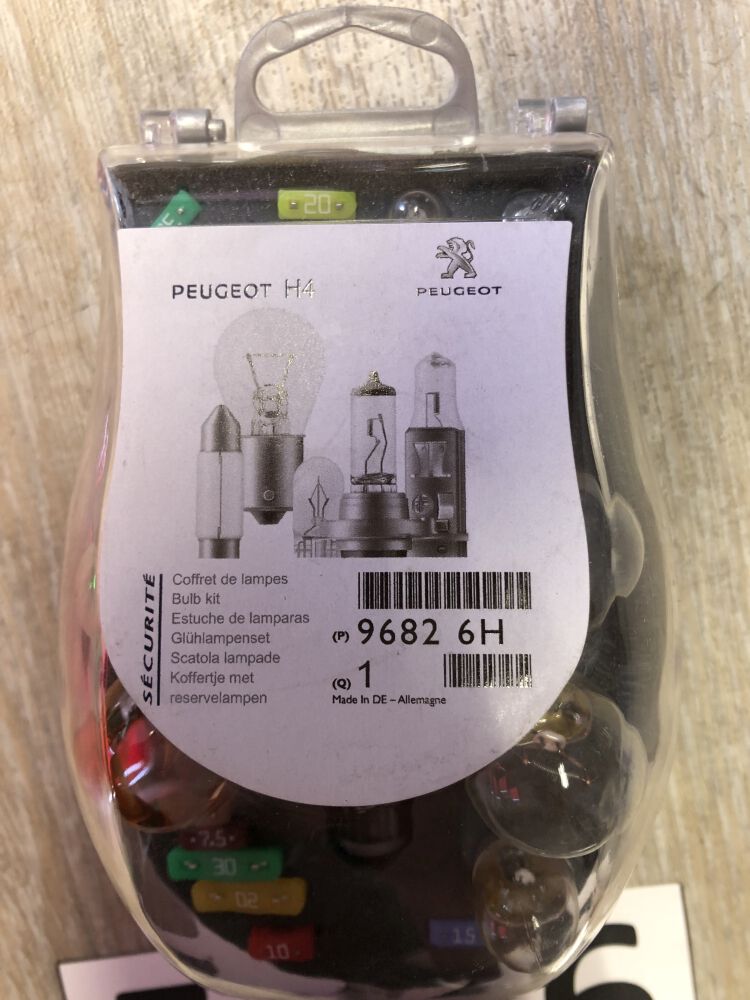 20
PEUGEOT H4
PEUGEOT
SÉCURITÉ
Coffret de lampes
Bulb kit
Estuche de lamparas
Glühlampenset
Scatola lampade
Koffertje met
reservelampen
(P) 9682 6H
(Q) 1
Made In DE – Allemagne
7.5
30
20
10
15